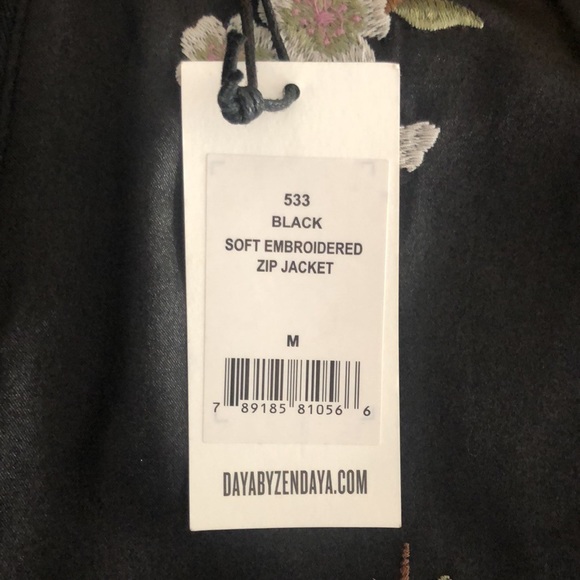 533
BLACK
SOFT EMBROIDERED
ZIP JACKET
M
7 89185 81056 6
DAYABYZENDAYA.COM